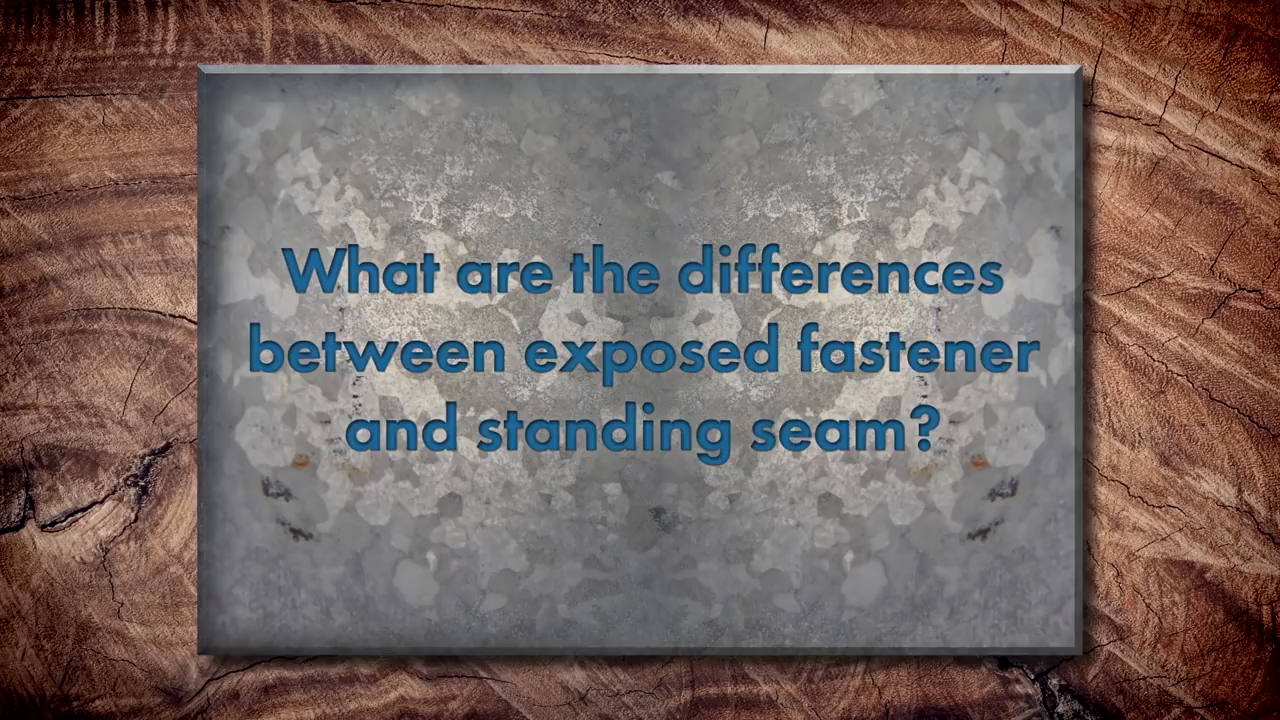 What are the differences
between exposed fastener
and standing seam?